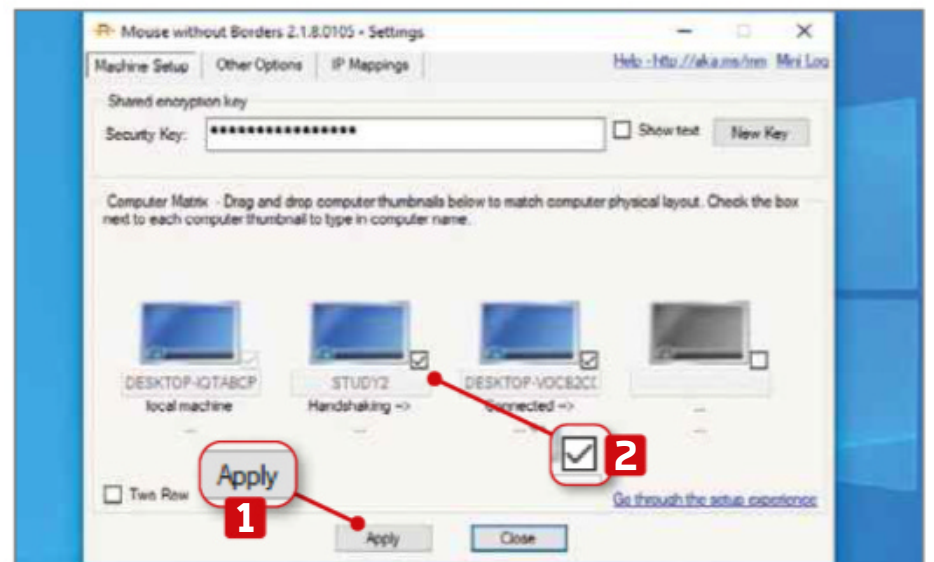 Mouse without Borders 2.1.8.0105 - Settings
Machine Setup Other Options IP Mappings Help - http://aka.ms/mm Mini Log
Shared encryption key
Security Key: **************** Show text New Key
Computer Matrix - Drag and drop computer thumbnails below to match computer physical layout. Check the box
next to each computer thumbnail to type in computer name.
STUDY2
local machine Handshaking -> Connected -> ...
... ... ...
Apply
1
2
Two Row Go through the setup experience
Apply Close